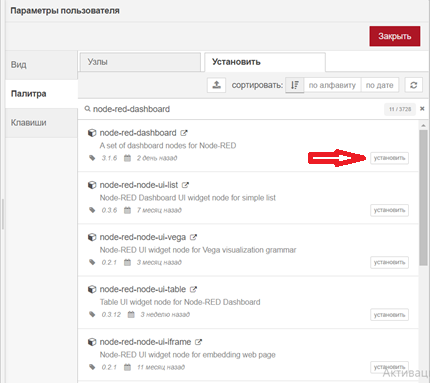 Параметры пользователя
Закрыть
Вид
Палитра
Клавиши
Узлы
Установить
сортировать: по алфавиту по дате
node-red-dashboard 11 / 3728
node-red-dashboard
A set of dashboard nodes for Node-RED
3.1.6 2 день назад установить
node-red-node-ui-list
Node-RED Dashboard UI widget node for simple list
0.3.6 7 месяц назад установить
node-red-node-ui-vega
Node-RED UI widget node for Vega visualization grammar
0.2.1 3 месяц назад установить
node-red-node-ui-table
Table UI widget node for Node-RED Dashboard
0.3.12 3 неделю назад установить
node-red-node-ui-iframe
Node-RED UI widget node for embedding web page
0.2.1 11 месяц назад установить
Активац